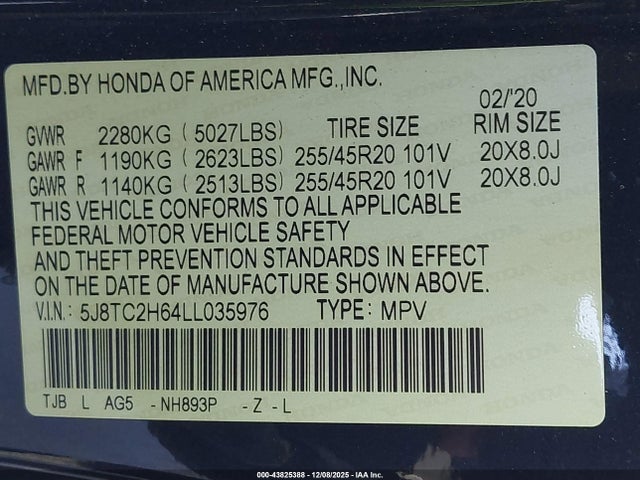 MFD.BY HONDA OF AMERICA MFG.,INC.
02/'20
GVWR 2280KG (5027LBS) TIRE SIZE RIM SIZE
GAWR F 1190KG (2623LBS) 255/45R20 101V 20X8.0J
GAWR R 1140KG (2513LBS) 255/45R20 101V 20X8.0J
THIS VEHICLE CONFORMS TO ALL APPLICABLE
FEDERAL MOTOR VEHICLE SAFETY
AND THEFT PREVENTION STANDARDS IN EFFECT
ON THE DATE OF MANUFACTURE SHOWN ABOVE.
V.I.N.: 5J8TC2H64LL035976 TYPE: MPV
TJB L AG5 -NH893P -Z-L
000-43825388 - 12/08/2025 - IAA Inc.